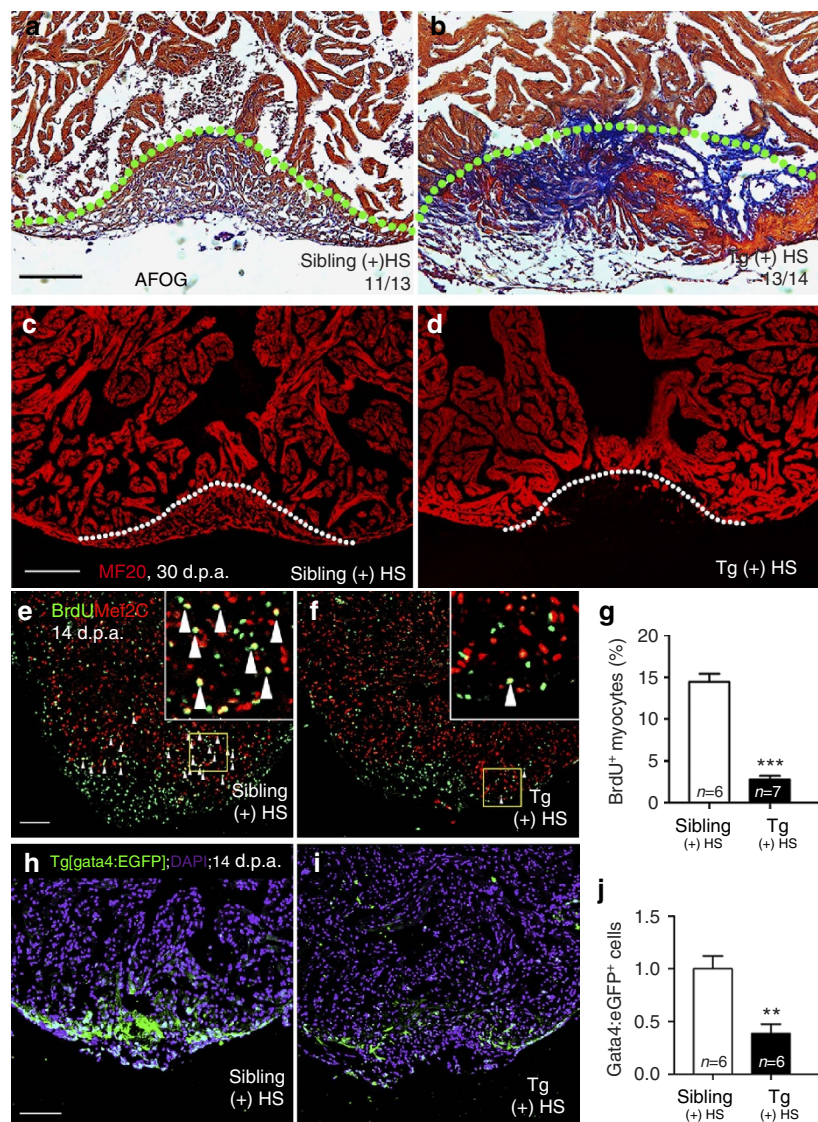 a
b
AFOG
Sibling (+)HS
11/13
Tg (+) HS
13/14
c
d
MF20, 30 d.p.a.
Sibling (+) HS
Tg (+) HS
e
BrdU/Mef2C
14 d.p.a.
Sibling
(+) HS
f
Tg
(+) HS
g
BrdU⁺ myocytes (%)
20
15
10
5
0
***
n=6
n=7
Sibling
(+) HS
Tg
(+) HS
h
Tg[gata4:EGFP];DAPI;14 d.p.a.
Sibling
(+) HS
i
Tg
(+) HS
j
Gata4:eGFP⁺ cells
1.5
1.0
0.5
0.0
**
n=6
n=6
Sibling
(+) HS
Tg
(+) HS